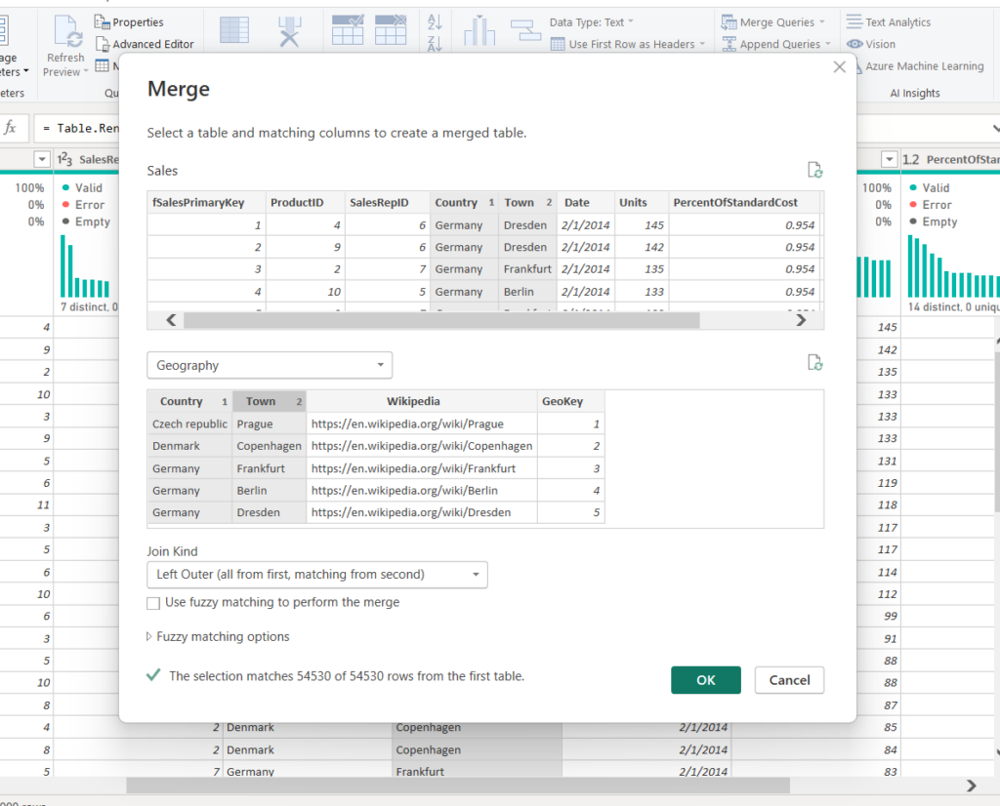 Properties
Advanced Editor
Refresh
Preview
Data Type: Text
Use First Row as Headers
Merge Queries
Append Queries
Text Analytics
Vision
Azure Machine Learning
AI Insights
fx
= Table.Ren
Merge
Select a table and matching columns to create a merged table.
Sales
fSalesPrimaryKey ProductID SalesRepID Country 1 Town 2 Date Units PercentOfStandardCost
1 4 6 Germany Dresden 2/1/2014 145 0.954
2 9 6 Germany Dresden 2/1/2014 142 0.954
3 2 7 Germany Frankfurt 2/1/2014 135 0.954
4 10 5 Germany Berlin 2/1/2014 133 0.954
Geography
Country 1 Town 2 Wikipedia GeoKey
Czech republic Prague https://en.wikipedia.org/wiki/Prague 1
Denmark Copenhagen https://en.wikipedia.org/wiki/Copenhagen 2
Germany Frankfurt https://en.wikipedia.org/wiki/Frankfurt 3
Germany Berlin https://en.wikipedia.org/wiki/Berlin 4
Germany Dresden https://en.wikipedia.org/wiki/Dresden 5
Join Kind
Left Outer (all from first, matching from second)
Use fuzzy matching to perform the merge
Fuzzy matching options
The selection matches 54530 of 54530 rows from the first table.
OK Cancel
123 SalesRe
1.2 PercentOfStan
100% Valid
0% Error
0% Empty
7 distinct, 0
100% Valid
0% Error
0% Empty
14 distinct, 0 uniqu
4 145
9 142
2 135
10 133
3 133
9 133
5 131
6 119
11 118
3 117
5 117
6 114
10 112
6 99
3 91
5 88
10 88
8 87
4 2 Denmark Copenhagen 2/1/2014 85
8 2 Denmark Copenhagen 2/1/2014 84
5 7 Germany Frankfurt 2/1/2014 83